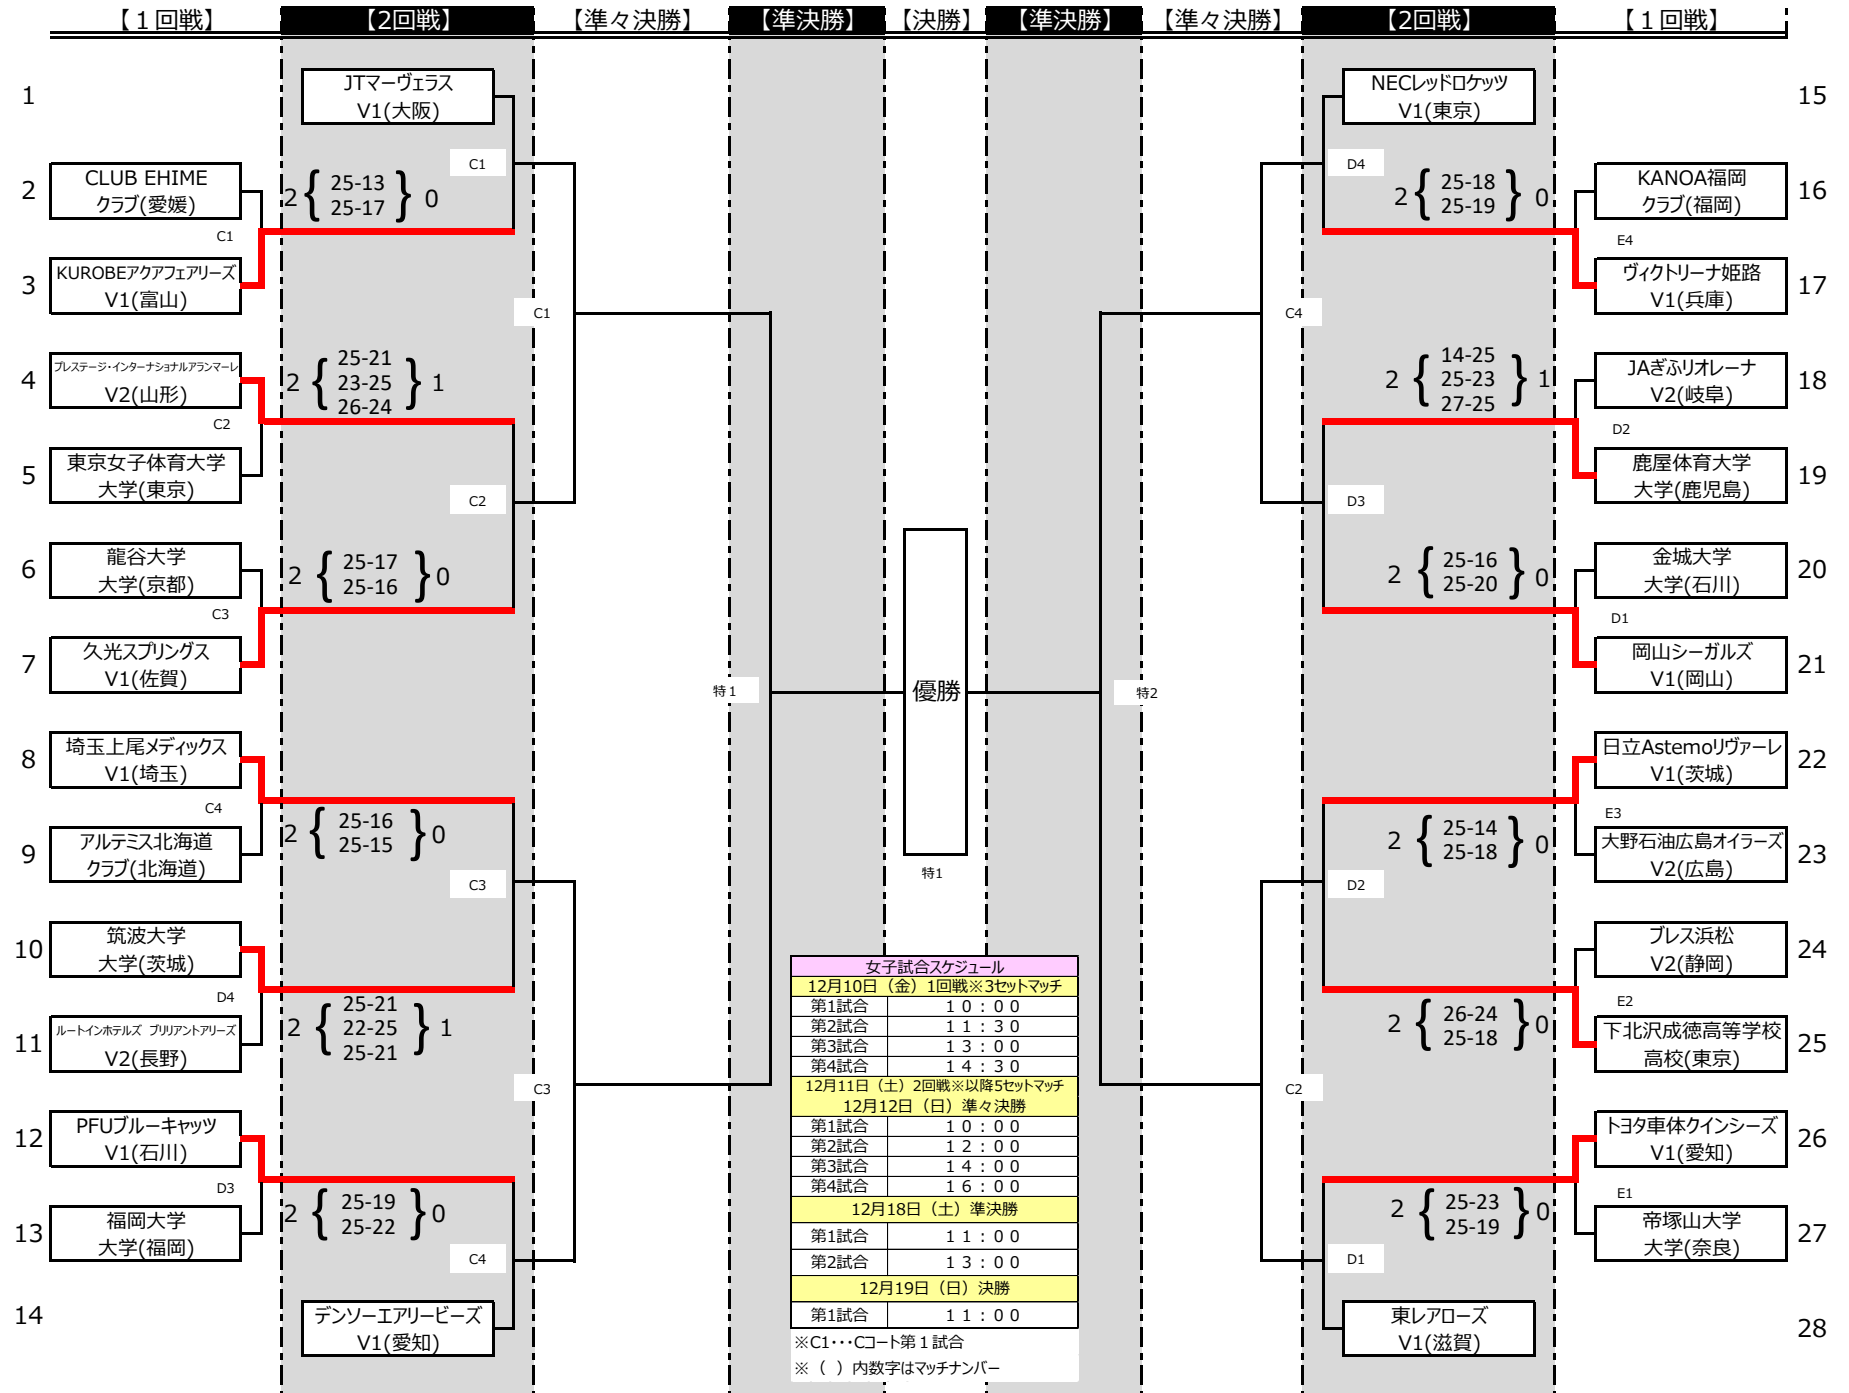 【１回戦】 【2回戦】 【準々決勝】 【準決勝】 【決勝】 【準決勝】 【準々決勝】 【2回戦】 【１回戦】
1
JTマーヴェラス
V1(大阪)
C1
2
CLUB EHIME
クラブ(愛媛)
2 { 25-13 } 0
25-17
C1
3
KUROBEアクアフェアリーズ
V1(富山)
C1
4
プレステージ・インターナショナルアランマーレ
V2(山形)
2 { 25-21 } 1
23-25
26-24
C2
5
東京女子体育大学
大学(東京)
C2
6
龍谷大学
大学(京都)
2 { 25-17 } 0
25-16
C3
7
久光スプリングス
V1(佐賀)
特１
8
埼玉上尾メディックス
V1(埼玉)
C4
2 { 25-16 } 0
25-15
9
アルテミス北海道
クラブ(北海道)
C3
10
筑波大学
大学(茨城)
D4
2 { 25-21 } 1
22-25
25-21
11
ルートインホテルズ ブリリアントアリーズ
V2(長野)
C3
12
PFUブルーキャッツ
V1(石川)
D3
2 { 25-19 } 0
25-22
13
福岡大学
大学(福岡)
C4
14
デンソーエアリービーズ
V1(愛知)
優勝
特1
女子試合スケジュール
12月10日（金）1回戦※3セットマッチ
第1試合 １０：００
第2試合 １１：３０
第3試合 １３：００
第4試合 １４：３０
12月11日（土）2回戦※以降5セットマッチ
12月12日（日）準々決勝
第1試合 １０：００
第2試合 １２：００
第3試合 １４：００
第4試合 １６：００
12月18日（土）準決勝
第1試合 １１：００
第2試合 １３：００
12月19日（日）決勝
第1試合 １１：００
※C1･･･Cコート第１試合
※（ ）内数字はマッチナンバー
NECレッドロケッツ
V1(東京)
15
D4
2 { 25-18 } 0
25-19
KANOA福岡
クラブ(福岡)
16
E4
ヴィクトリーナ姫路
V1(兵庫)
17
C4
2 { 14-25 } 1
25-23
27-25
JAぎふリオレーナ
V2(岐阜)
18
D2
鹿屋体育大学
大学(鹿児島)
19
D3
2 { 25-16 } 0
25-20
金城大学
大学(石川)
20
D1
岡山シーガルズ
V1(岡山)
21
特2
日立Astemoリヴァーレ
V1(茨城)
22
E3
2 { 25-14 } 0
25-18
大野石油広島オイラーズ
V2(広島)
23
D2
ブレス浜松
V2(静岡)
24
E2
2 { 26-24 } 0
25-18
下北沢成徳高等学校
高校(東京)
25
C2
トヨタ車体クインシーズ
V1(愛知)
26
E1
2 { 25-23 } 0
25-19
帝塚山大学
大学(奈良)
27
D1
東レアローズ
V1(滋賀)
28